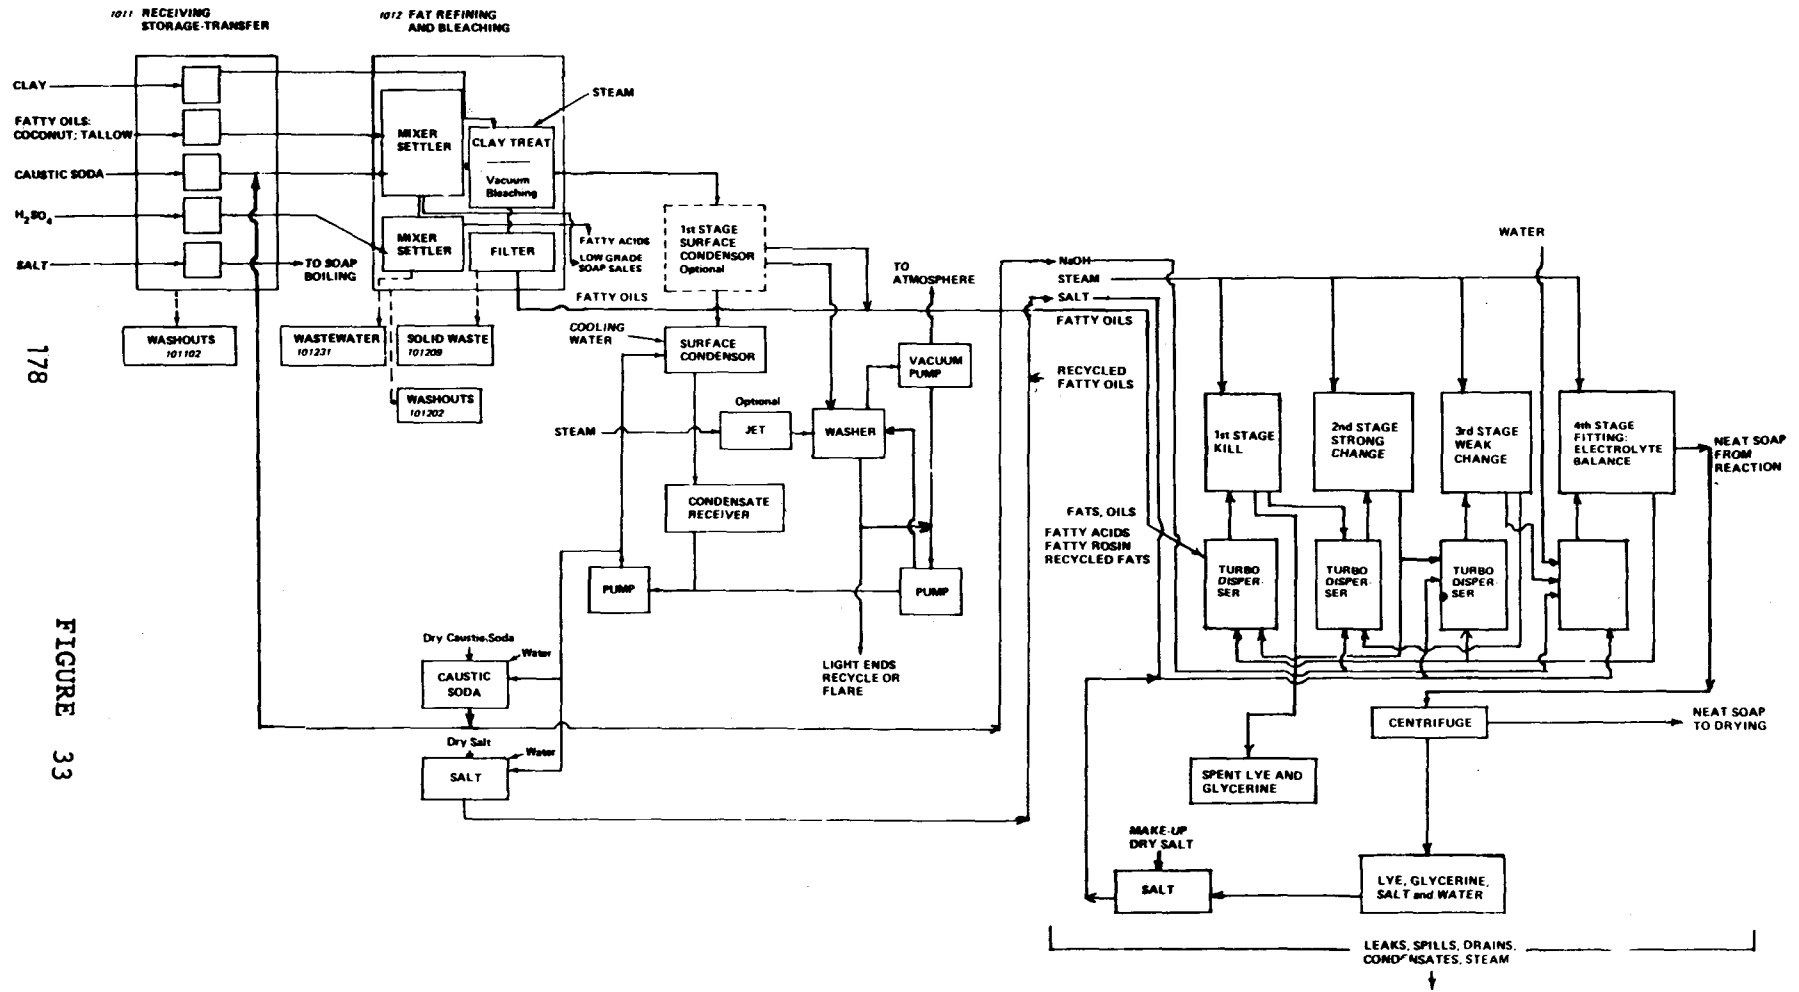 1011 RECEIVING
STORAGE-TRANSFER
1012 FAT REFINING
AND BLEACHING
CLAY
FATTY OILS:
COCONUT; TALLOW
CAUSTIC SODA
H2SO4
SALT
TO SOAP
BOILING
MIXER
SETTLER
CLAY TREAT
Vacuum
Bleaching
MIXER
SETTLER
FILTER
STEAM
FATTY ACIDS
LOW GRADE
SOAP SALES
FATTY OILS
WASHOUTS
101102
WASTEWATER
101231
SOLID WASTE
101209
WASHOUTS
101202
1st STAGE
SURFACE
CONDENSOR
Optional
COOLING
WATER
SURFACE
CONDENSOR
TO
ATMOSPHERE
VACUUM
PUMP
Optional
STEAM
JET
WASHER
CONDENSATE
RECEIVER
PUMP
PUMP
LIGHT ENDS
RECYCLE OR
FLARE
Dry Caustic Soda
Water
CAUSTIC
SODA
Dry Salt
Water
SALT
NaOH
STEAM
SALT
FATTY OILS
RECYCLED
FATTY OILS
WATER
1st STAGE
KILL
2nd STAGE
STRONG
CHANGE
3rd STAGE
WEAK
CHANGE
4th STAGE
FITTING:
ELECTROLYTE
BALANCE
NEAT SOAP
FROM
REACTION
FATS, OILS
FATTY ACIDS
FATTY ROSIN
RECYCLED FATS
TURBO
DISPER-
SER
TURBO
DISPER-
SER
TURBO
DISPER-
SER
CENTRIFUGE
NEAT SOAP
TO DRYING
SPENT LYE AND
GLYCERINE
MAKE-UP
DRY SALT
SALT
LYE, GLYCERINE,
SALT and WATER
LEAKS, SPILLS, DRAINS,
CONDENSATES, STEAM
178
FIGURE 33